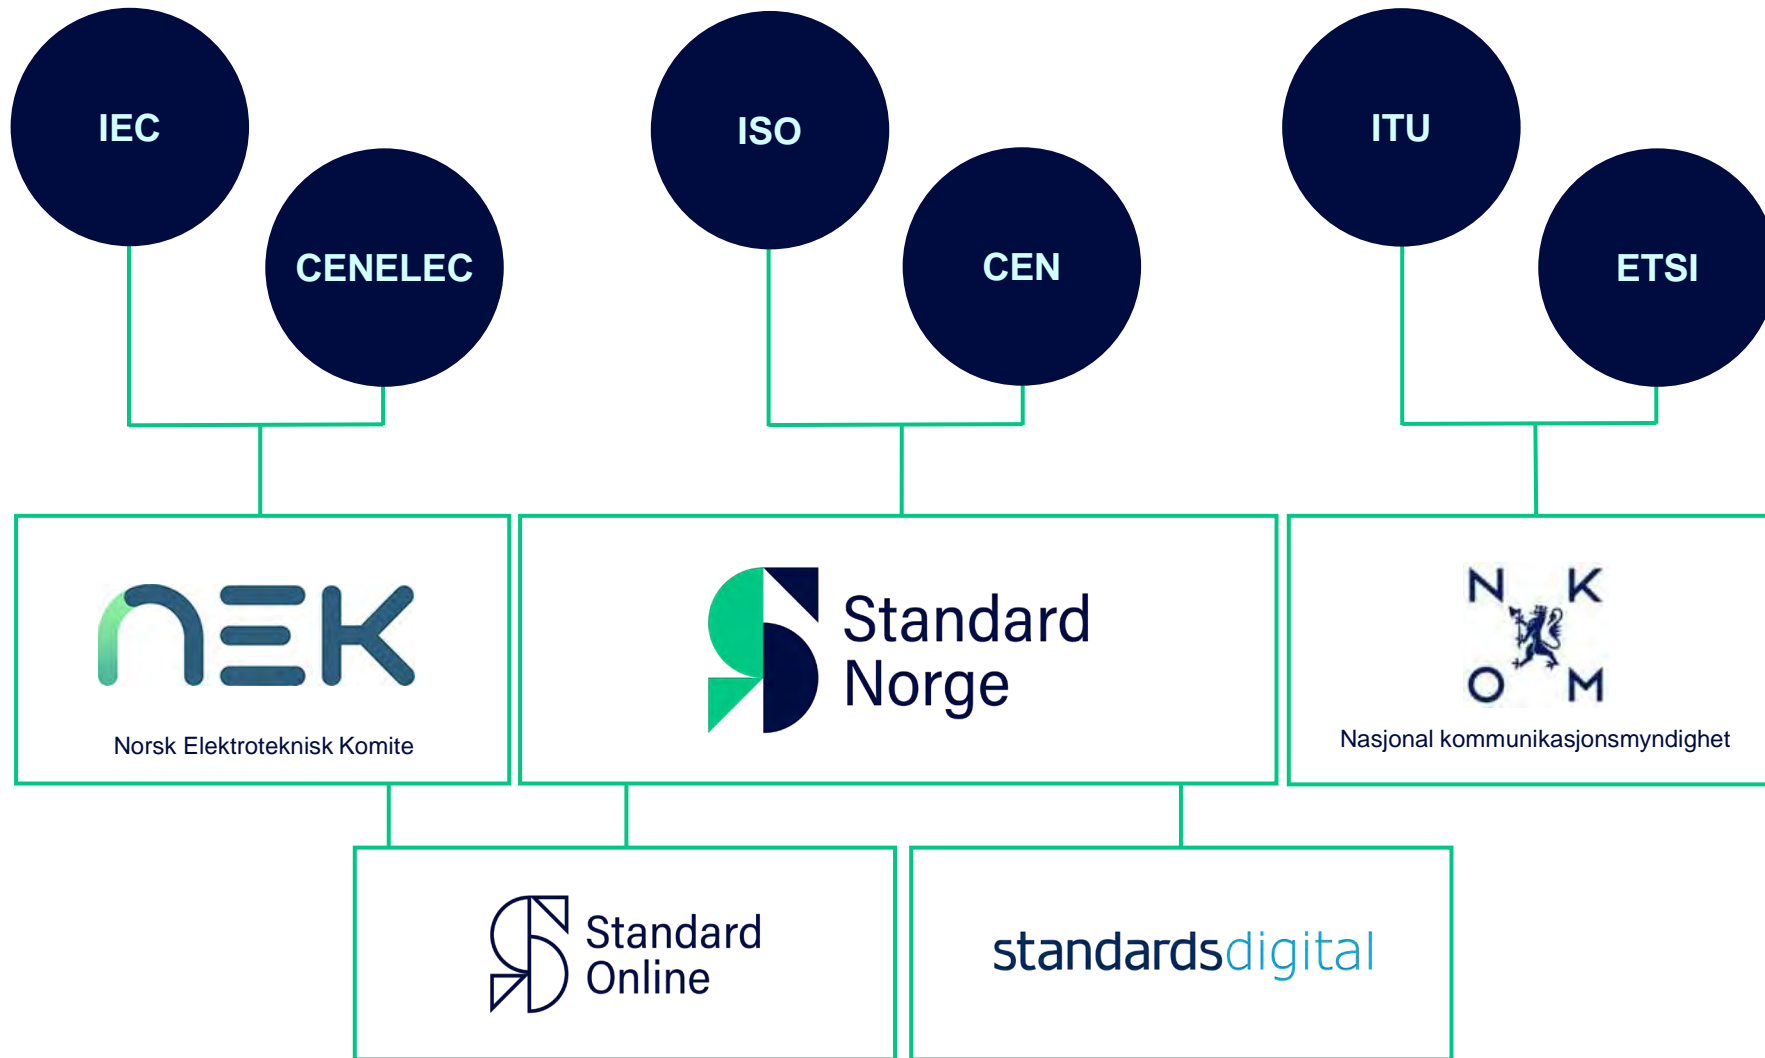 IEC
CENELEC
ISO
CEN
ITU
ETSI
NEK
Norsk Elektroteknisk Komite
Standard
Norge
N K
O M
Nasjonal kommunikasjonsmyndighet
Standard
Online
standardsdigital